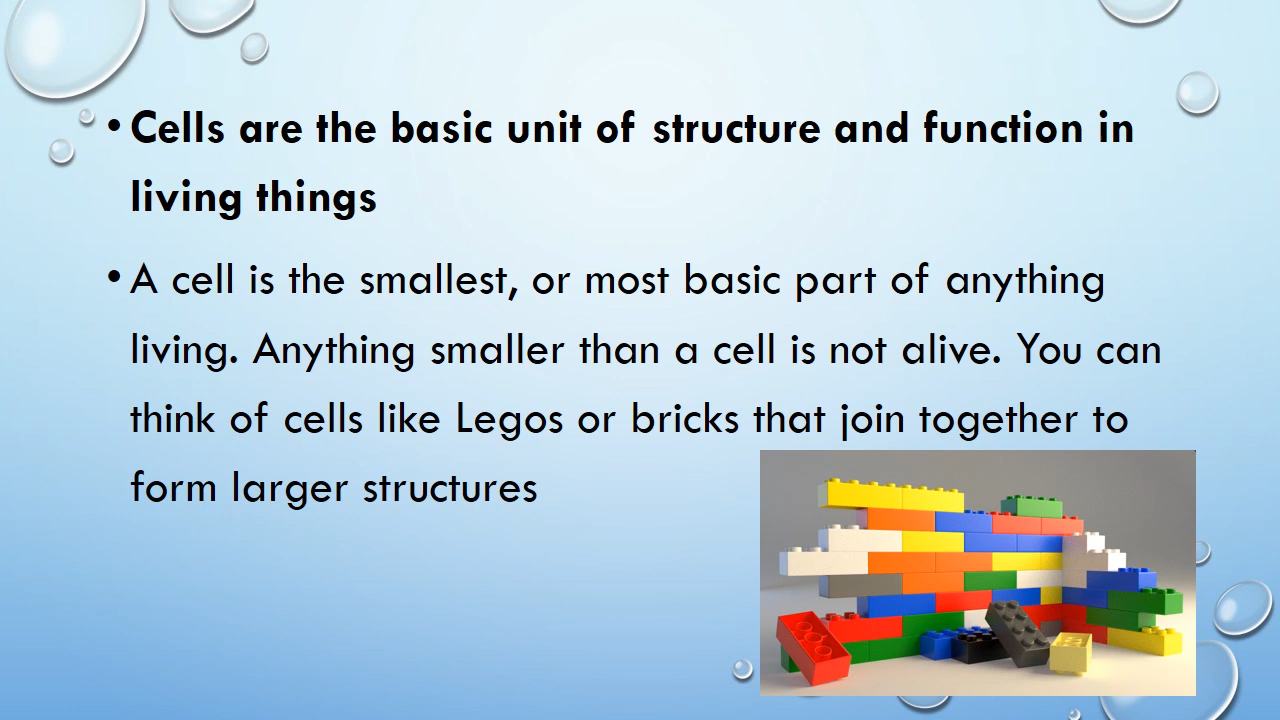 • Cells are the basic unit of structure and function in
living things
• A cell is the smallest, or most basic part of anything
living. Anything smaller than a cell is not alive. You can
think of cells like Legos or bricks that join together to
form larger structures